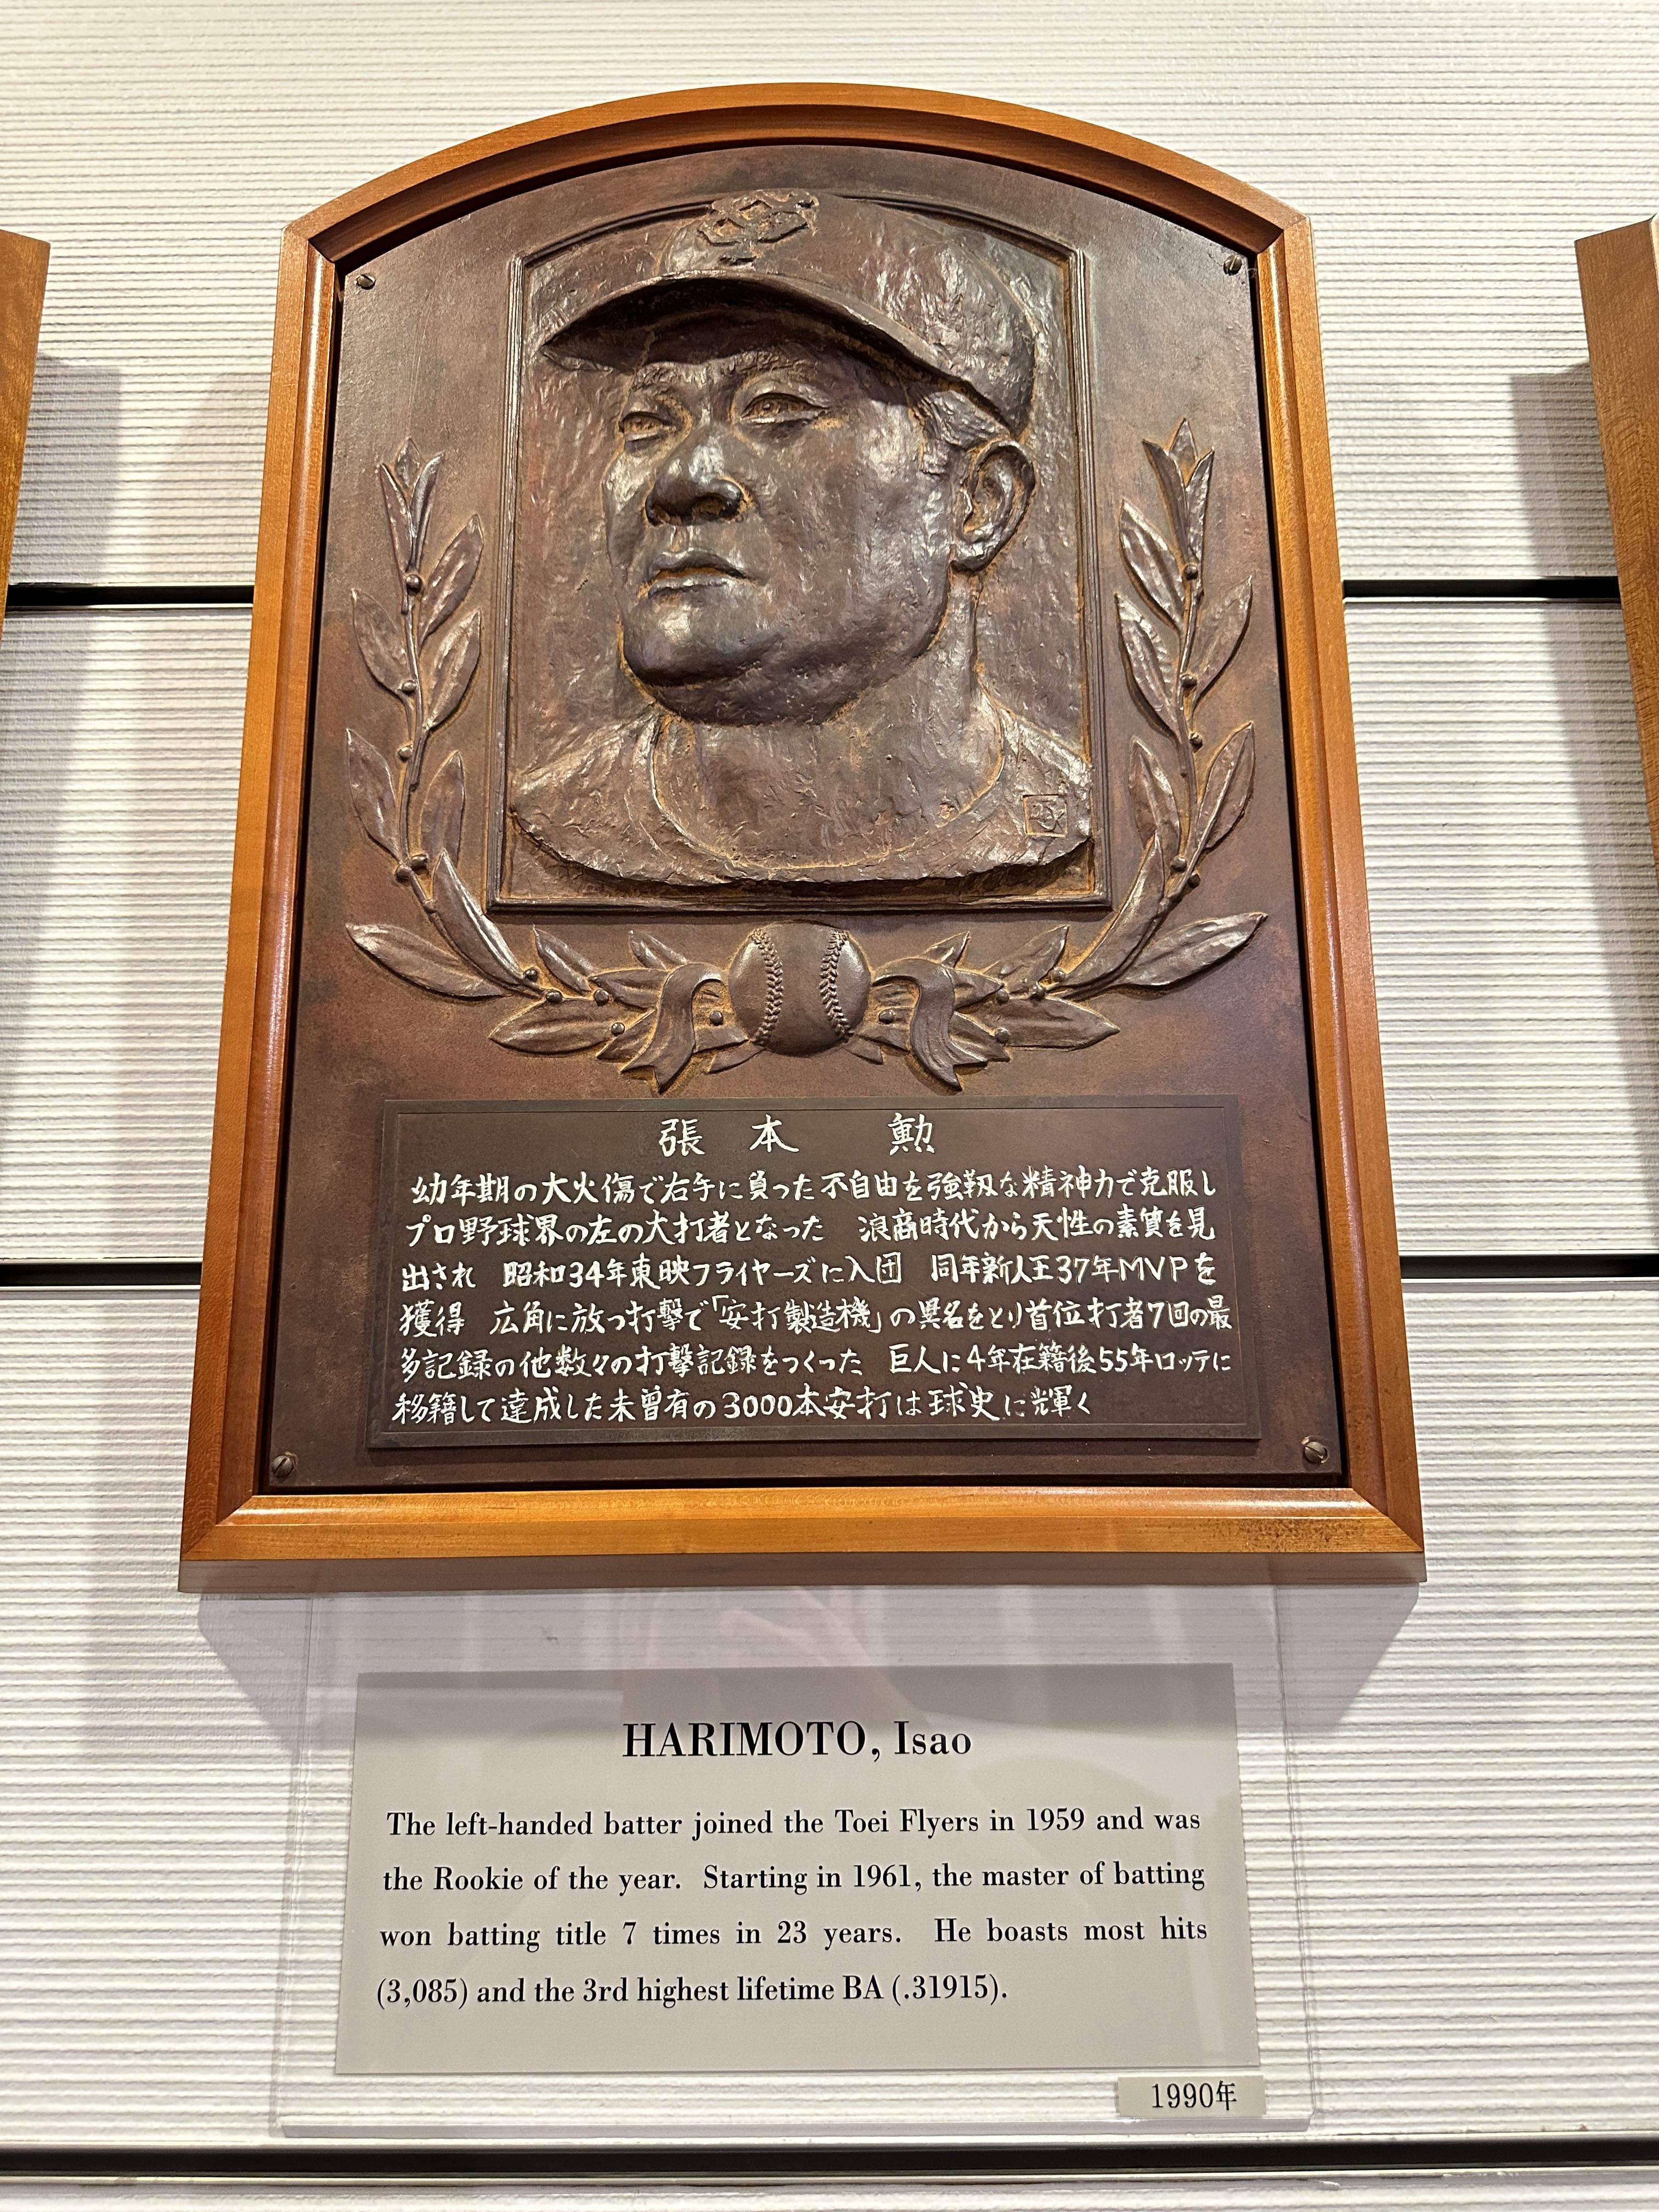 張本 勲
幼年期の大火傷で右手に負った不自由を強靱な精神力で克服し
プロ野球界の左の大打者となった 浪商時代から天性の素質を見
出され 昭和34年東映フライヤーズに入団 同年新人王37年MVPを
獲得 広角に放つ打撃で「安打製造機」の異名をとり首位打者7回の最
多記録の他数々の打撃記録をつくった 巨人に4年在籍後55年ロッテに
移籍して達成した未曽有の3000本安打は球史に輝く
HARIMOTO, Isao
The left-handed batter joined the Toei Flyers in 1959 and was
the Rookie of the year. Starting in 1961, the master of batting
won batting title 7 times in 23 years. He boasts most hits
(3,085) and the 3rd highest lifetime BA (.31915).
1990年